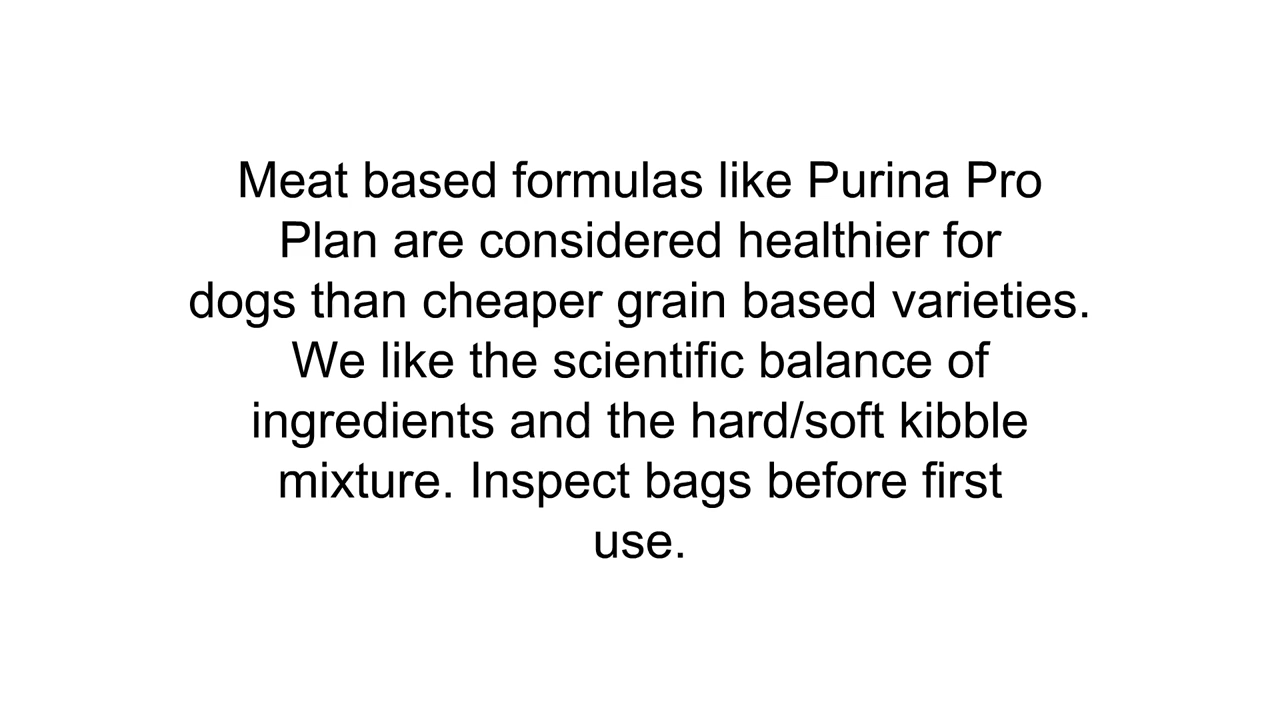 Meat based formulas like Purina Pro
Plan are considered healthier for
dogs than cheaper grain based varieties.
We like the scientific balance of
ingredients and the hard/soft kibble
mixture. Inspect bags before first
use.